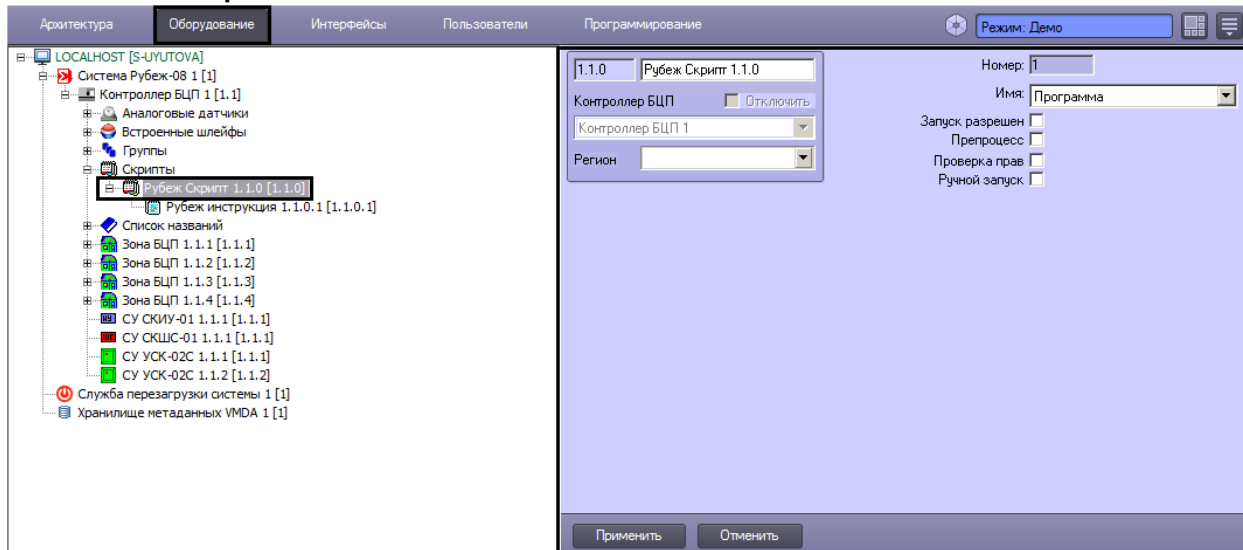 Архитектура Оборудование Интерфейсы Пользователи Программирование Режим: Демо
LOCALHOST [S-UYUTOVA]
Система Рубеж-08 1 [1]
Контроллер БЦП 1 [1.1]
Аналоговые датчики
Встроенные шлейфы
Группы
Скрипты
Рубеж Скрипт 1.1.0 [1.1.0]
Рубеж инструкция 1.1.0.1 [1.1.0.1]
Список названий
Зона БЦП 1.1.1 [1.1.1]
Зона БЦП 1.1.2 [1.1.2]
Зона БЦП 1.1.3 [1.1.3]
Зона БЦП 1.1.4 [1.1.4]
СУ СКИУ-01 1.1.1 [1.1.1]
СУ СКШС-01 1.1.1 [1.1.1]
СУ УСК-02С 1.1.1 [1.1.1]
СУ УСК-02С 1.1.2 [1.1.2]
Служба перезагрузки системы 1 [1]
Хранилище метаданных VMDA 1 [1]
1.1.0 Рубеж Скрипт 1.1.0
Контроллер БЦП Отключить
Контроллер БЦП 1
Регион
Номер: 1
Имя: Программа
Запуск разрешен
Препроцесс
Проверка прав
Ручной запуск
Применить Отменить